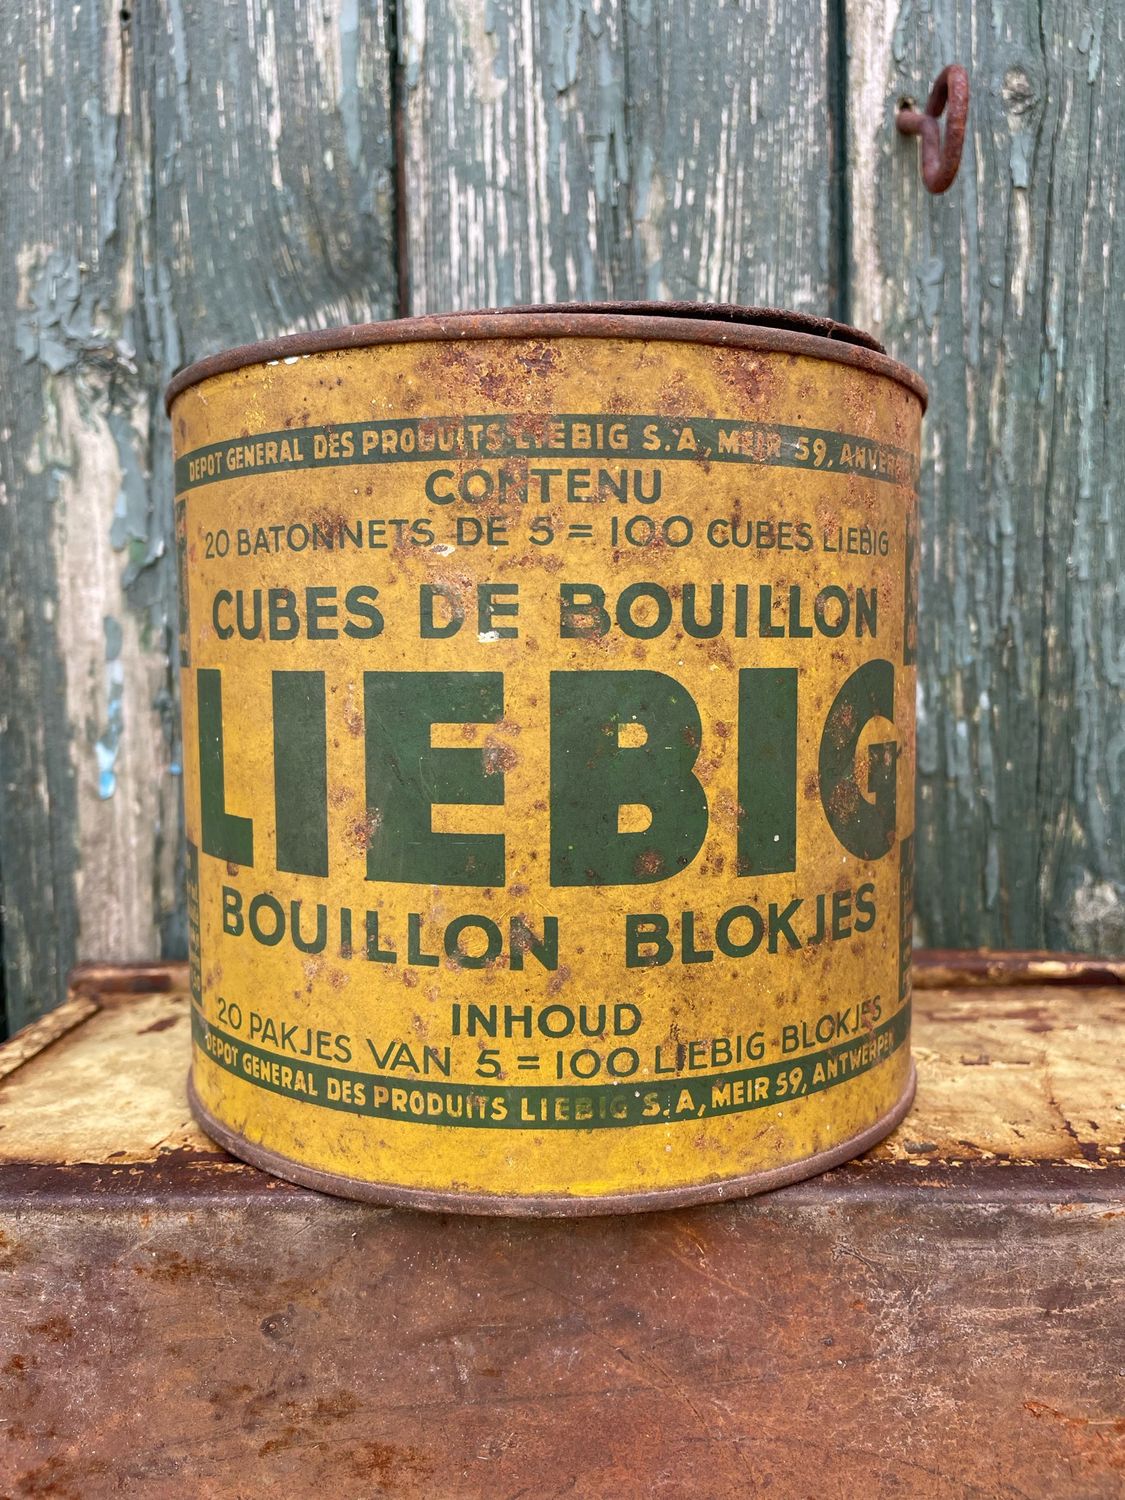 DEPOT GENERAL DES PRODUITS LIEBIG S.A, MEIR 59,
CONTENU
20 BATONNETS DE 5 = 100 CUBES LIEBIG
CUBES DE BOUILLON
LIEBIG
BOUILLON BLOKJES
INHOUD
20 PAKJES VAN 5 = 100 LIEBIG BLOKJES
DEPOT GENERAL DES PRODUITS LIEBIG S.A, MEIR 59, ANTWERPEN